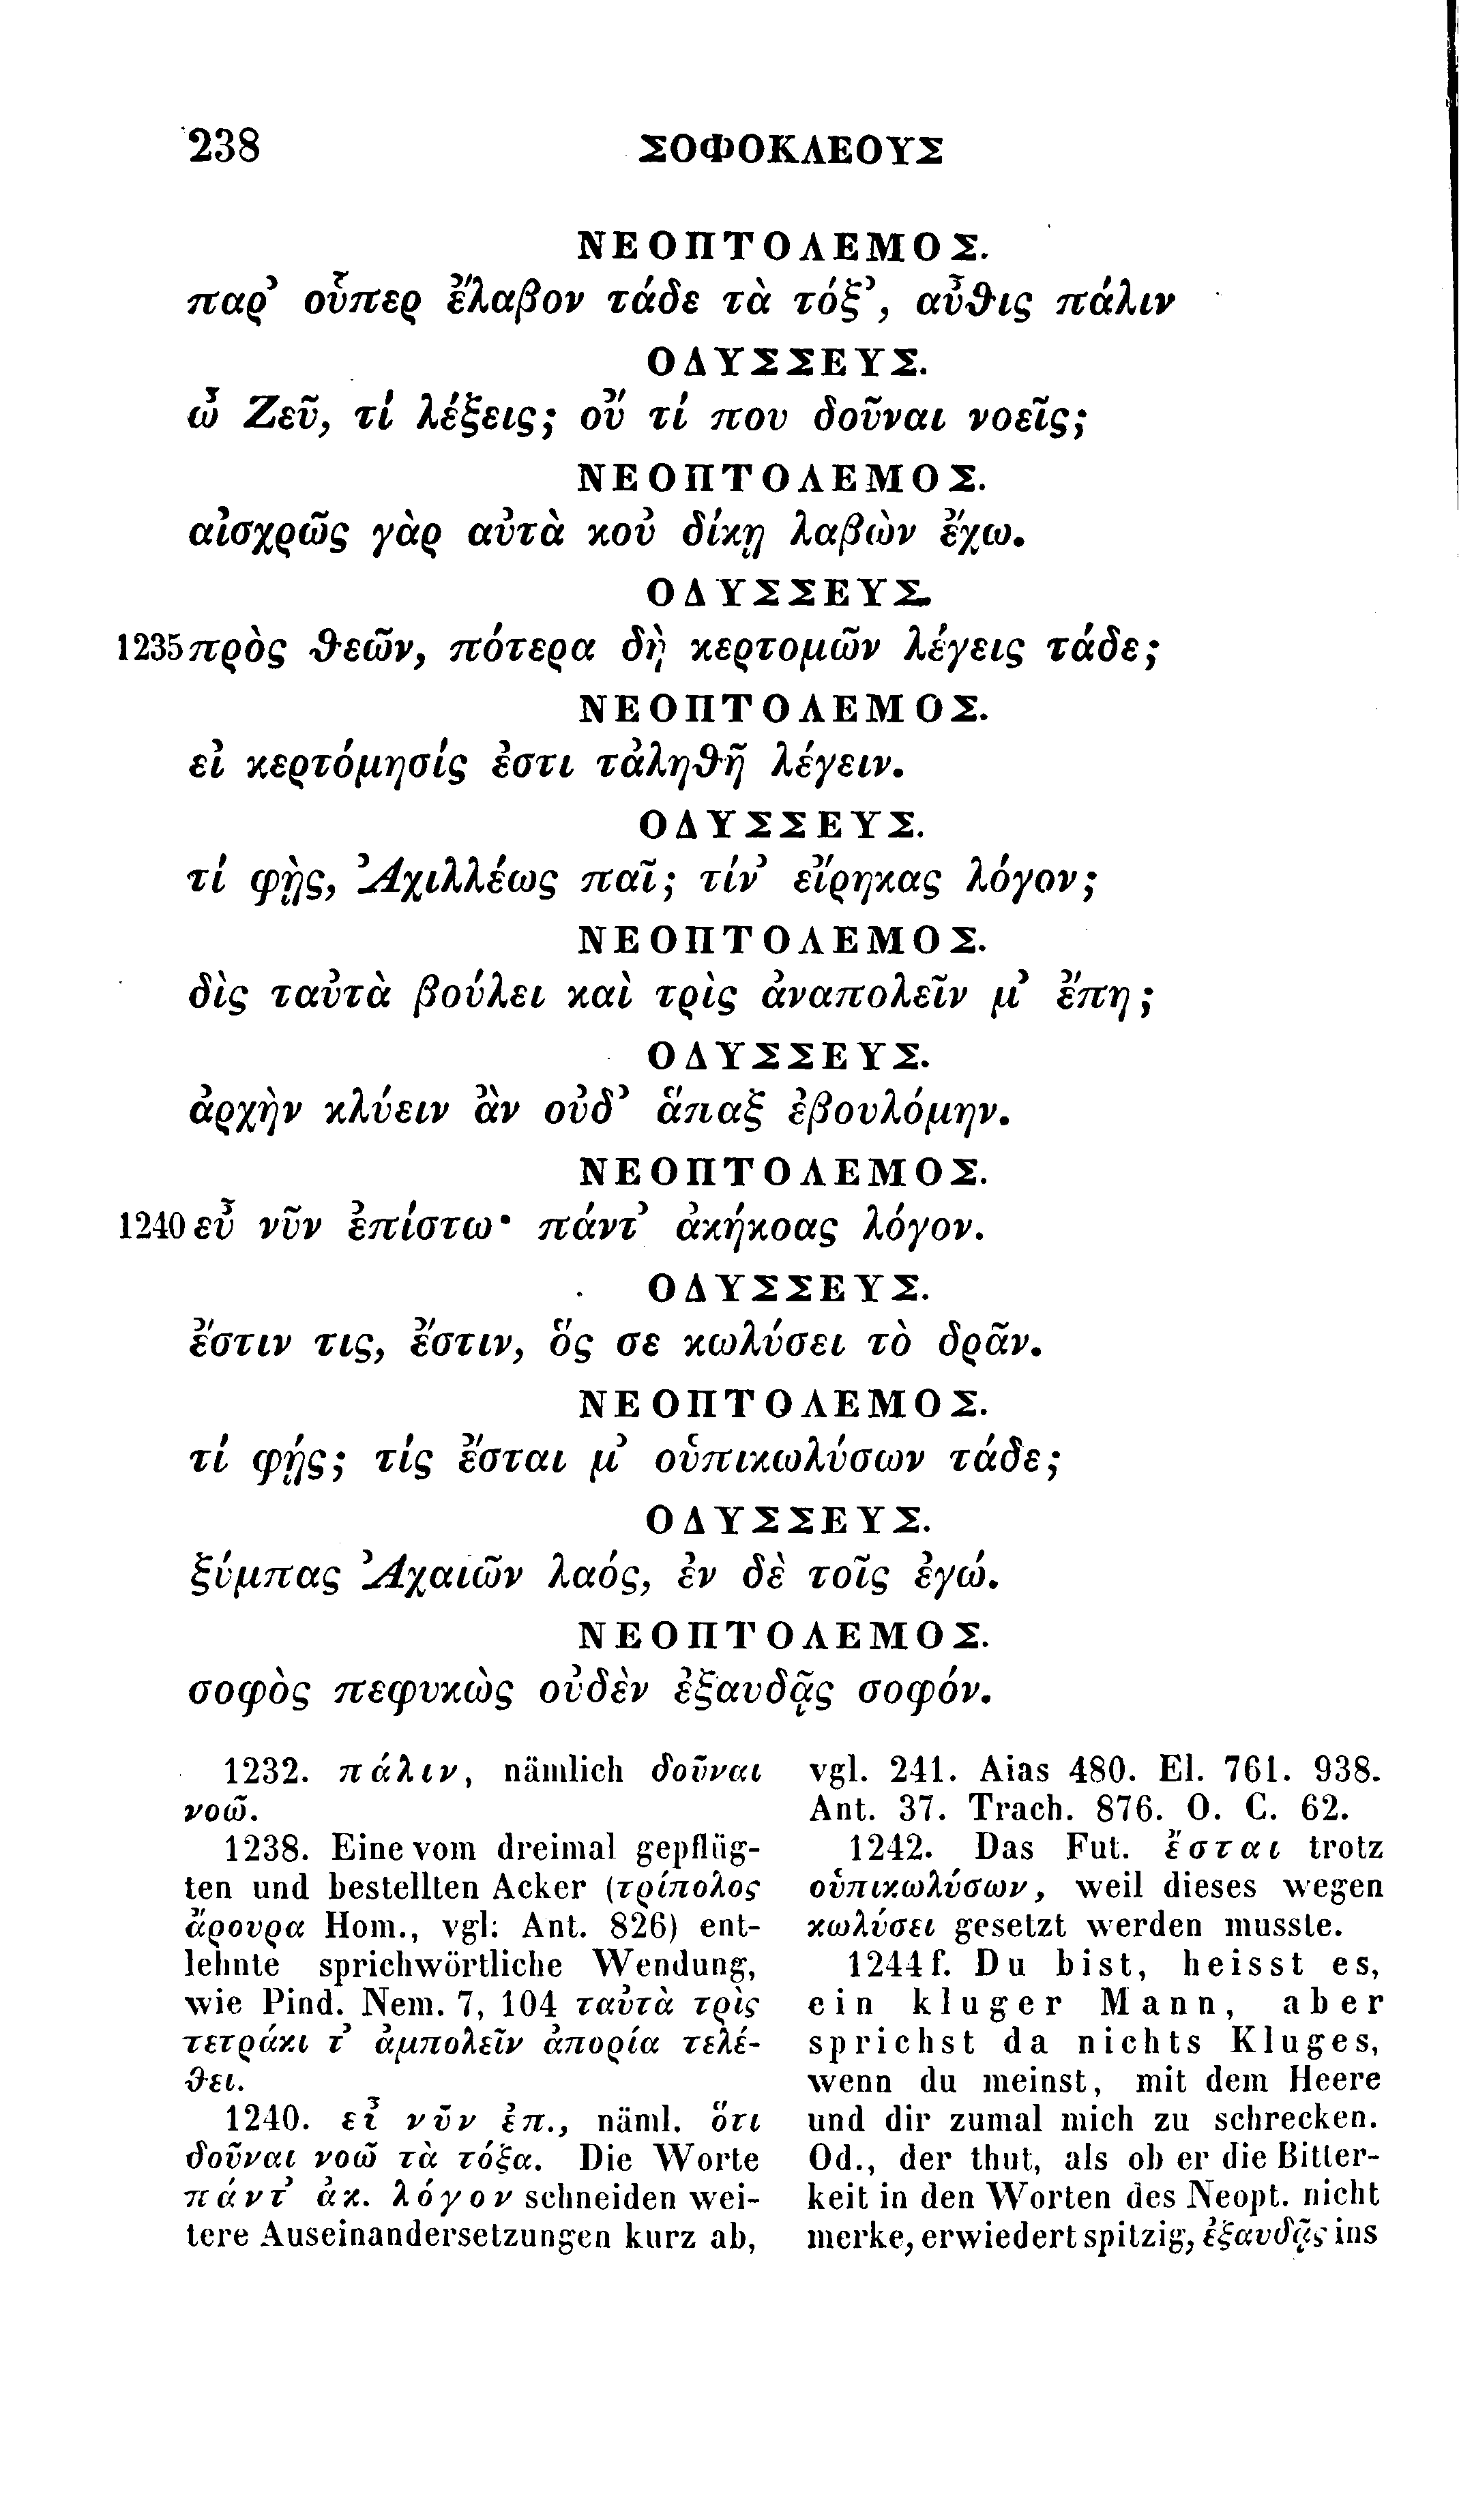 238 ΣΟΦΟΚΛΕΟΥΣ
ΝΕΟΠΤΟΛΕΜΟΣ.
παρ’ οὗπερ ἔλαβον τάδε τὰ τόξ’, αὖθις πάλιν
ΟΔΥΣΣΕΥΣ.
ὦ Ζεῦ, τί λέξεις; οὔ τί που δοῦναι νοεῖς;
ΝΕΟΠΤΟΛΕΜΟΣ.
αἰσχρῶς γὰρ αὐτὰ κοὐ δίκῃ λαβὼν ἔχω.
ΟΔΥΣΣΕΥΣ.
1235 πρὸς θεῶν, πότερα δὴ κερτομῶν λέγεις τάδε;
ΝΕΟΠΤΟΛΕΜΟΣ.
εἰ κερτόμησίς ἐστι τἀληθῆ λέγειν.
ΟΔΥΣΣΕΥΣ.
τί φῄς, Ἀχιλλέως παῖ; τίν’ εἴρηκας λόγον;
ΝΕΟΠΤΟΛΕΜΟΣ.
δὶς ταὐτὰ βούλει καὶ τρὶς ἀναπολεῖν μ’ ἔπη;
ΟΔΥΣΣΕΥΣ.
ἀρχὴν κλύειν ἂν οὐδ’ ἅπαξ ἐβουλόμην.
ΝΕΟΠΤΟΛΕΜΟΣ.
1240 εὖ νῦν ἐπίστω· πάντ’ ἀκήκοας λόγον.
ΟΔΥΣΣΕΥΣ.
ἔστιν τις, ἔστιν, ὅς σε κωλύσει τὸ δρᾶν.
ΝΕΟΠΤΟΛΕΜΟΣ.
τί φῄς; τίς ἔσται μ’ οὑπικωλύσων τάδε;
ΟΔΥΣΣΕΥΣ.
ξύμπας Ἀχαιῶν λαός, ἐν δὲ τοῖς ἐγώ.
ΝΕΟΠΤΟΛΕΜΟΣ.
σοφὸς πεφυκὼς οὐδὲν ἐξαυδᾷς σοφόν.
1232. πάλιν, nämlich δοῦναι
νοῶ.
1238. Eine vom dreimal gepflüg-
ten und bestellten Acker (τρίπολος
ἄρουρα Hom., vgl: Ant. 826) ent-
lehnte sprichwörtliche Wendung,
wie Pind. Nem. 7, 104 ταὐτὰ τρὶς
τετράκι τ’ ἀμπολεῖν ἀπορία τελέ-
θει.
1240. εἶ νῦν ἐπ., näml. ὅτι
δοῦναι νοῶ τὰ τόξα. Die Worte
πάντ’ ἀκ. λόγον schneiden wei-
tere Auseinandersetzungen kurz ab,
vgl. 241. Aias 480. El. 761. 938.
Ant. 37. Trach. 876. O. C. 62.
1242. Das Fut. ἔσται trotz
οὑπικωλύσων, weil dieses wegen
κωλύσει gesetzt werden musste.
1244 f. Du bist, heisst es,
ein kluger Mann, aber
sprichst da nichts Kluges,
wenn du meinst, mit dem Heere
und dir zumal mich zu schrecken.
Od., der thut, als ob er die Bitter-
keit in den Worten des Neopt. nicht
merke, erwiedert spitzig, ἐξαυδᾷς ins